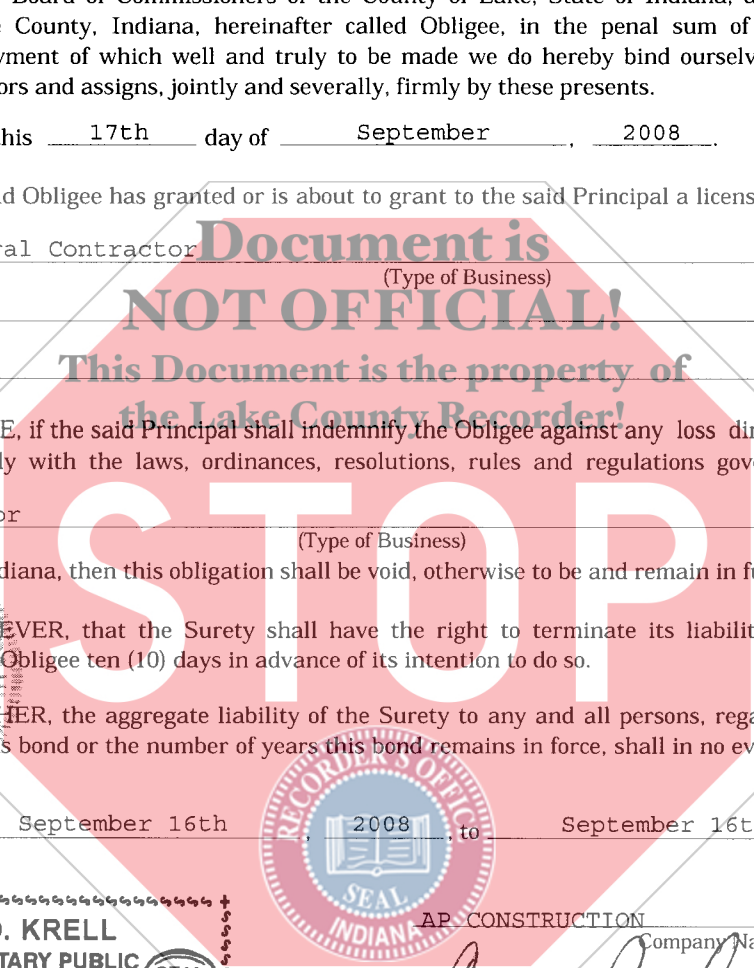 Board of Commissioners of the County of Lake, State of Indiana,
County, Indiana, hereinafter called Obligee, in the penal sum of
yment of which well and truly to be made we do hereby bind ourselv
ors and assigns, jointly and severally, firmly by these presents.
his 17th day of September, 2008.
d Obligee has granted or is about to grant to the said Principal a licens
ral Contractor
Document is
(Type of Business)
NOT OFFICIAL!
This Document is the property of
the Lake County Recorder!
E, if the said Principal shall indemnify the Obligee against any loss dir
ly with the laws, ordinances, resolutions, rules and regulations gov
or
STOP
(Type of Business)
diana, then this obligation shall be void, otherwise to be and remain in fu
EVER, that the Surety shall have the right to terminate its liabilit
Obligee ten (10) days in advance of its intention to do so.
HER, the aggregate liability of the Surety to any and all persons, rega
s bond or the number of years this bond remains in force, shall in no ev
RECORDER'S OFFICE
September 16th, 2008, to September 16t
SEAL
INDIANA
AP CONSTRUCTION
Company Na
D. KRELL
TARY PUBLIC